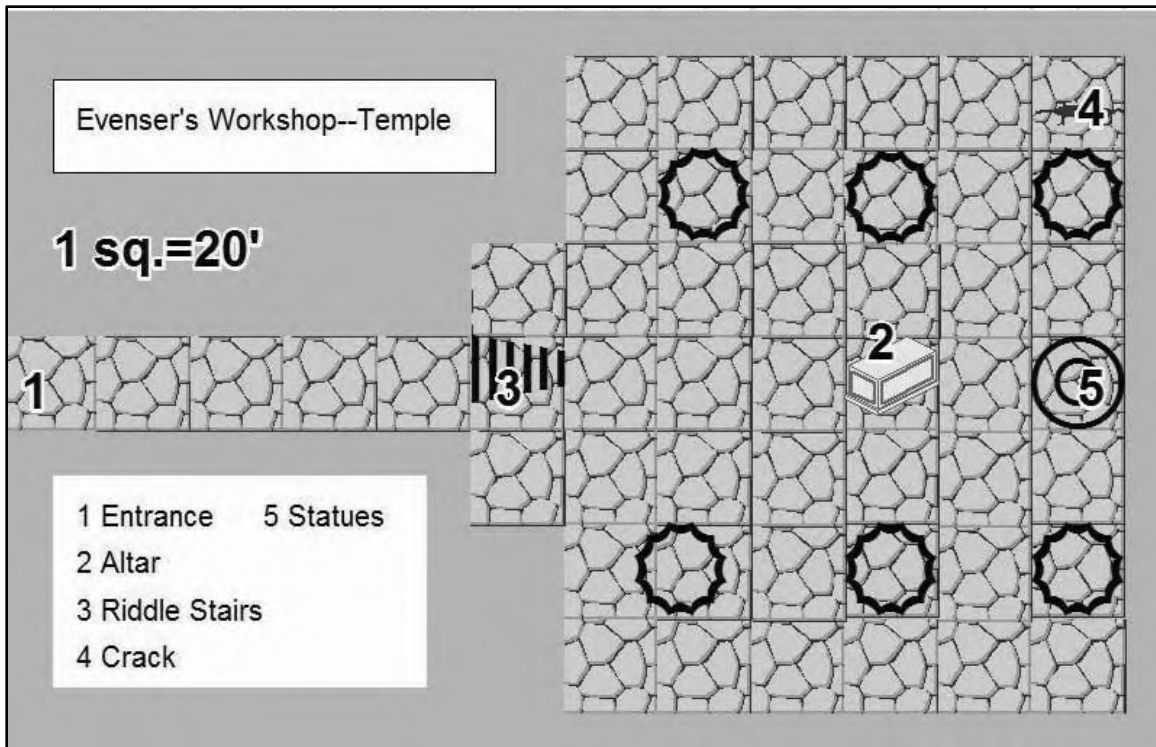 Evenser's Workshop--Temple
1 sq.=20'
4
2
1
3
5
1 Entrance 5 Statues
2 Altar
3 Riddle Stairs
4 Crack